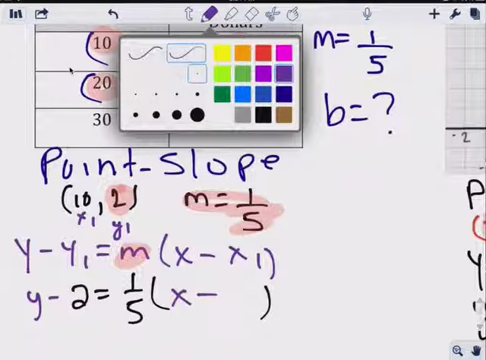 10
20
30
m = 1/5
b = ?
-2
Point-Slope
(10, 2) m = 1/5
x₁ y₁
y - y₁ = m(x - x₁)
y - 2 = 1/5(x - )